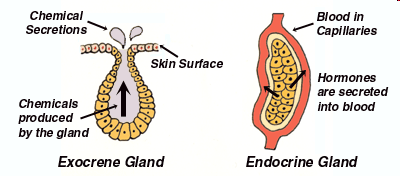 Chemical
Secretions
Skin Surface
Chemicals
produced
by the gland
Exocrene Gland
Blood in
Capillaries
Hormones
are secreted
into blood
Endocrine Gland